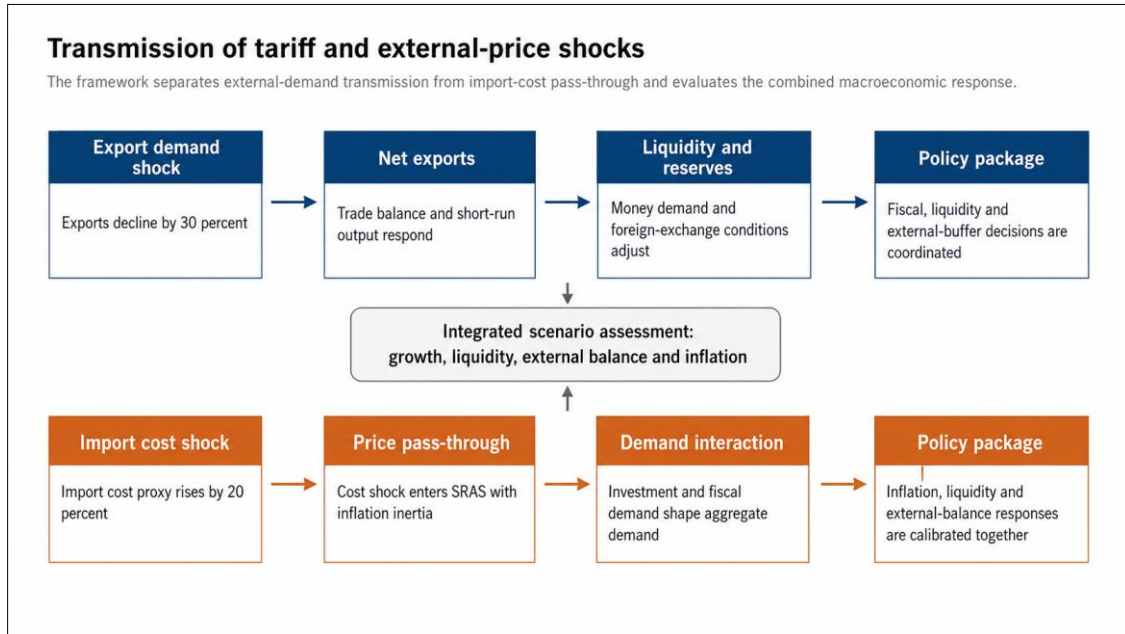 Transmission of tariff and external-price shocks
The framework separates external-demand transmission from import-cost pass-through and evaluates the combined macroeconomic response.
Export demand
shock
Exports decline by 30 percent
Net exports
Trade balance and short-run
output respond
Liquidity and
reserves
Money demand and
foreign-exchange conditions
adjust
Policy package
Fiscal, liquidity and
external-buffer decisions are
coordinated
Integrated scenario assessment:
growth, liquidity, external balance and inflation
Import cost shock
Import cost proxy rises by 20
percent
Price pass-through
Cost shock enters SRAS with
inflation inertia
Demand interaction
Investment and fiscal
demand shape aggregate
demand
Policy package
Inflation, liquidity and
external-balance responses
are calibrated together